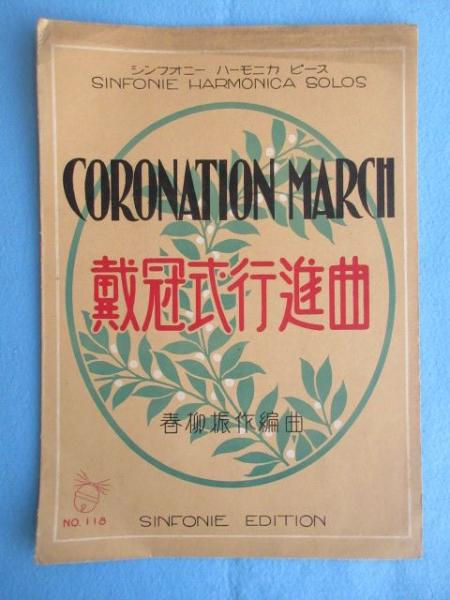 シンフォニー ハーモニカ ピース
SINFONIE HARMONICA SOLOS
CORONATION MARCH
戴冠式行進曲
春柳振作編曲
NO. 118
SINFONIE EDITION